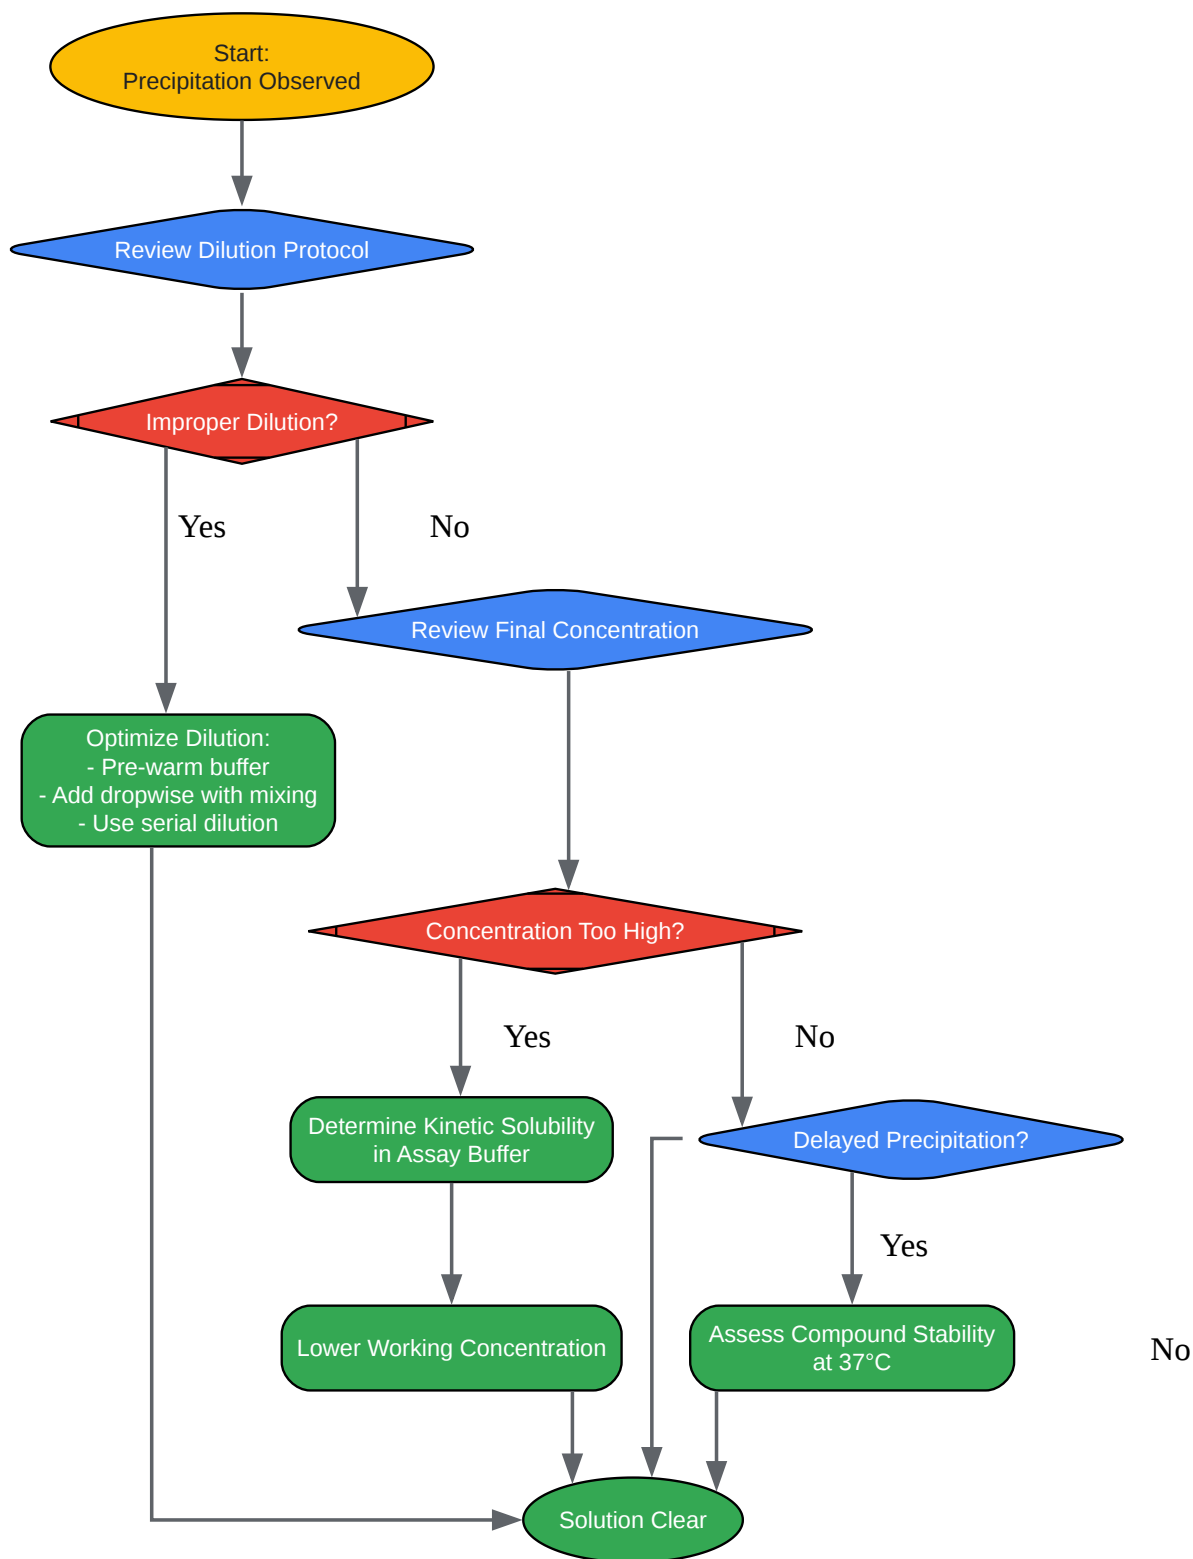 Start:
Precipitation Observed
Review Dilution Protocol
Improper Dilution?
Yes
No
Review Final Concentration
Optimize Dilution:
- Pre-warm buffer
- Add dropwise with mixing
- Use serial dilution
Concentration Too High?
Yes
No
Determine Kinetic Solubility
in Assay Buffer
Delayed Precipitation?
Yes
Lower Working Concentration
Assess Compound Stability
at 37°C
No
Solution Clear